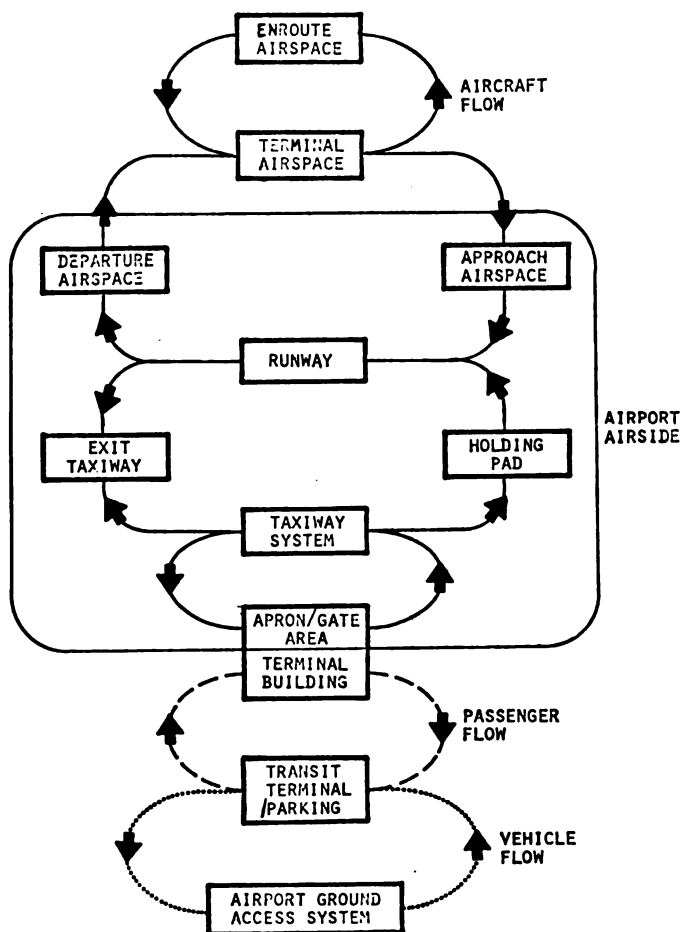 ENROUTE
AIRSPACE
AIRCRAFT
FLOW
TERMINAL
AIRSPACE
DEPARTURE
AIRSPACE
APPROACH
AIRSPACE
RUNWAY
AIRPORT
AIRSIDE
EXIT
TAXIWAY
HOLDING
PAD
TAXIWAY
SYSTEM
APRON/GATE
AREA
TERMINAL
BUILDING
PASSENGER
FLOW
TRANSIT
TERMINAL
/PARKING
VEHICLE
FLOW
AIRPORT GROUND
ACCESS SYSTEM